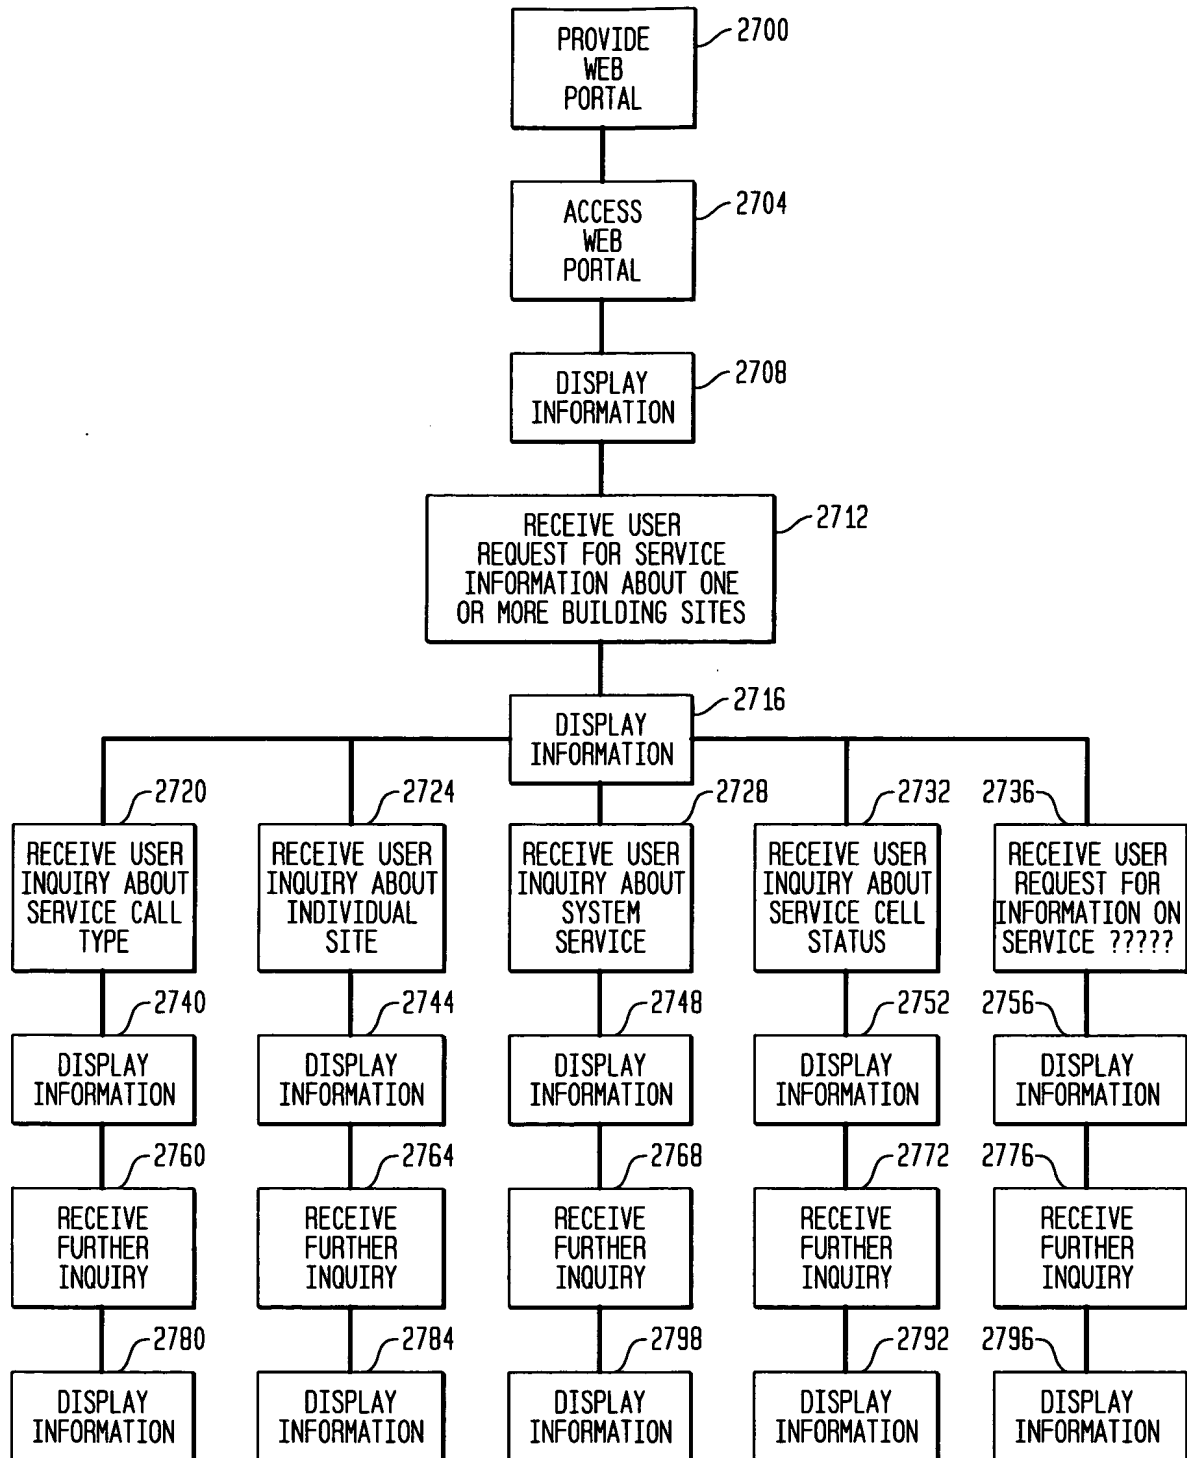 PROVIDE
WEB
PORTAL
2700
ACCESS
WEB
PORTAL
2704
DISPLAY
INFORMATION
2708
RECEIVE USER
REQUEST FOR SERVICE
INFORMATION ABOUT ONE
OR MORE BUILDING SITES
2712
DISPLAY
INFORMATION
2716
2720
RECEIVE USER
INQUIRY ABOUT
SERVICE CALL
TYPE
2724
RECEIVE USER
INQUIRY ABOUT
INDIVIDUAL
SITE
2728
RECEIVE USER
INQUIRY ABOUT
SYSTEM
SERVICE
2732
RECEIVE USER
INQUIRY ABOUT
SERVICE CELL
STATUS
2736
RECEIVE USER
REQUEST FOR
INFORMATION ON
SERVICE ?????
2740
DISPLAY
INFORMATION
2744
DISPLAY
INFORMATION
2748
DISPLAY
INFORMATION
2752
DISPLAY
INFORMATION
2756
DISPLAY
INFORMATION
2760
RECEIVE
FURTHER
INQUIRY
2764
RECEIVE
FURTHER
INQUIRY
2768
RECEIVE
FURTHER
INQUIRY
2772
RECEIVE
FURTHER
INQUIRY
2776
RECEIVE
FURTHER
INQUIRY
2780
DISPLAY
INFORMATION
2784
DISPLAY
INFORMATION
2798
DISPLAY
INFORMATION
2792
DISPLAY
INFORMATION
2796
DISPLAY
INFORMATION